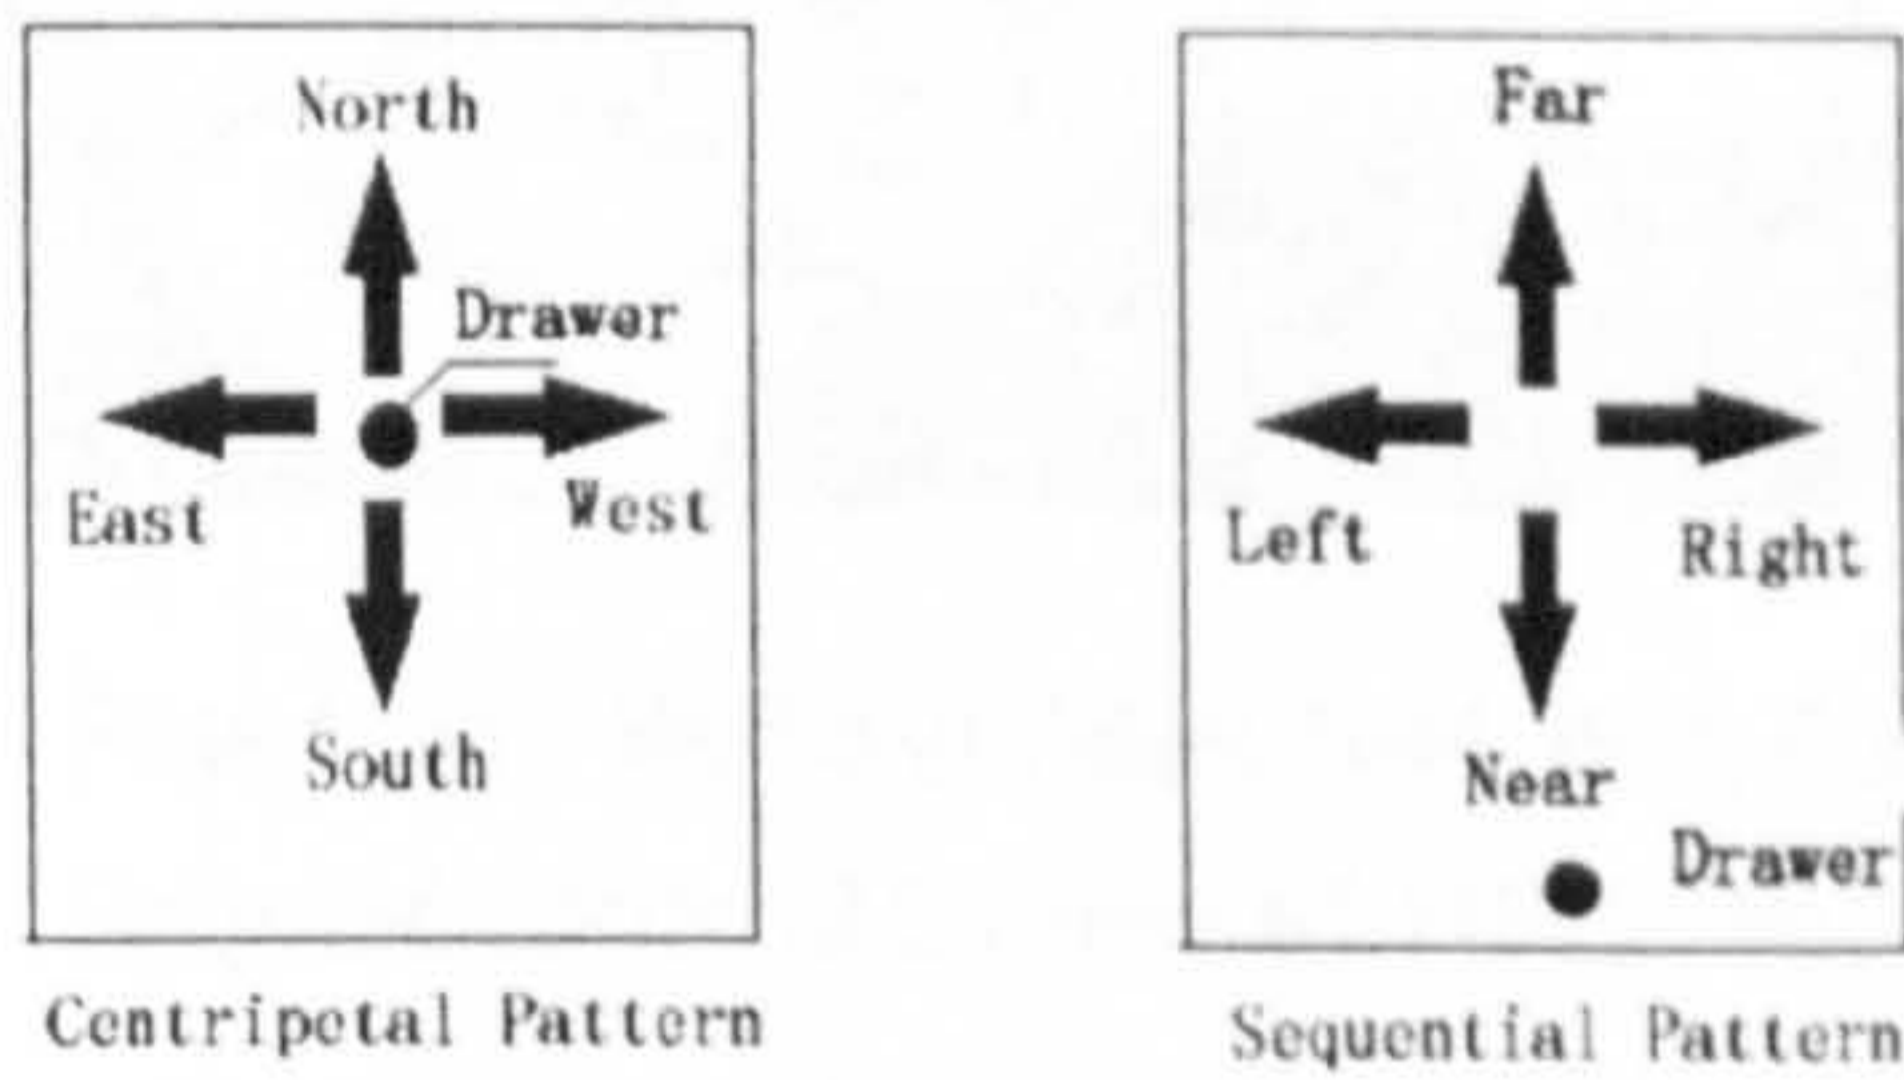 North
Drawer
East
West
South
Centripetal Pattern
Far
Left
Right
Near
Drawer
Sequential Pattern